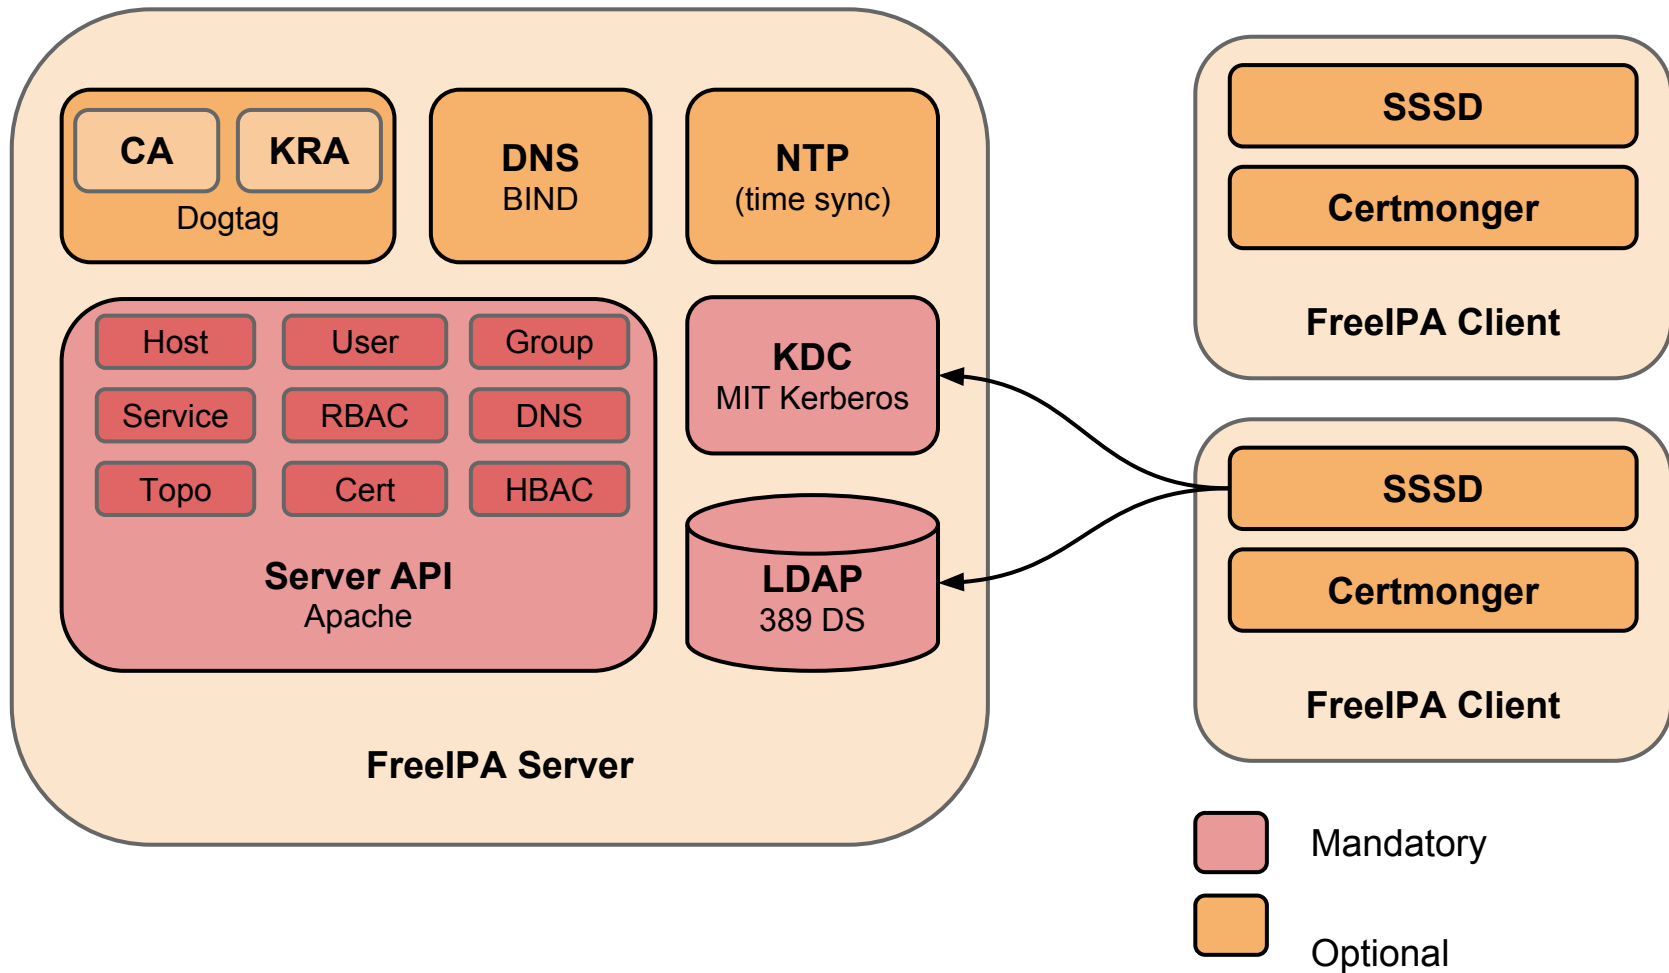 CA
KRA
Dogtag
DNS
BIND
NTP
(time sync)
Host
User
Group
Service
RBAC
DNS
Topo
Cert
HBAC
Server API
Apache
KDC
MIT Kerberos
LDAP
389 DS
FreeIPA Server
SSSD
Certmonger
FreeIPA Client
SSSD
Certmonger
FreeIPA Client
Mandatory
Optional